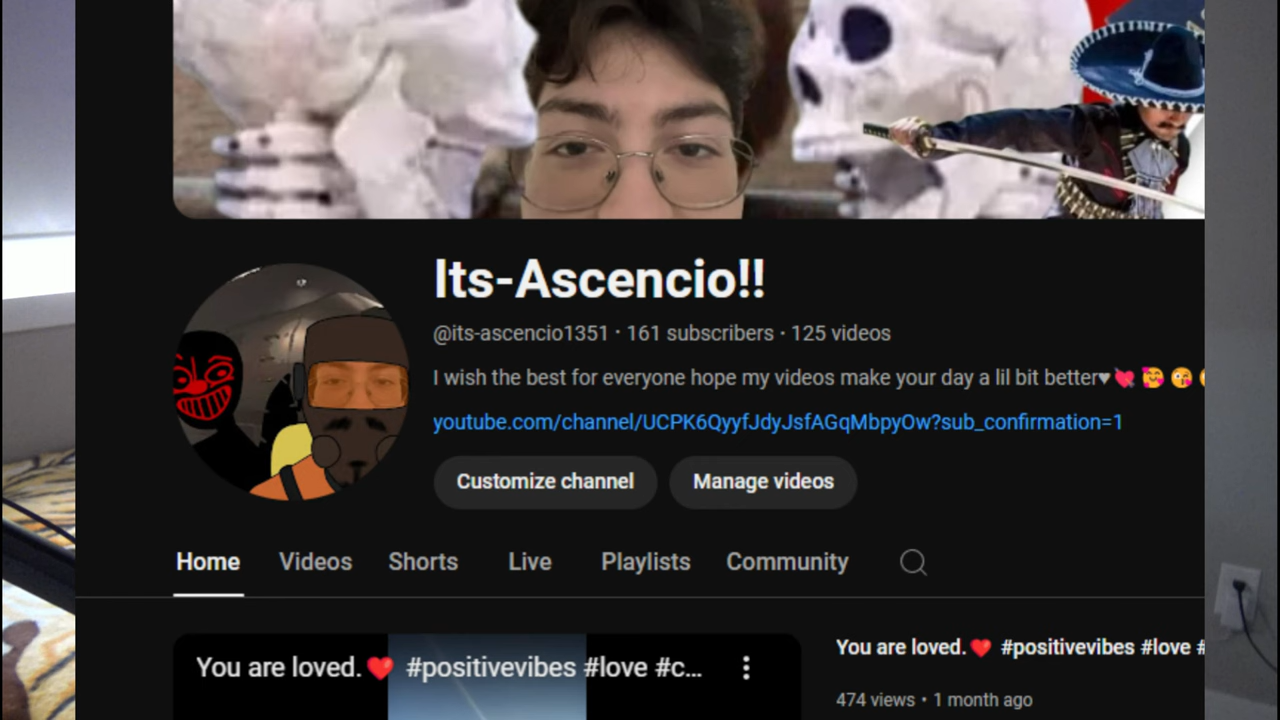 Its-Ascencio!!
@its-ascencio1351 · 161 subscribers · 125 videos
I wish the best for everyone hope my videos make your day a lil bit better♥💘 🥰 😘
youtube.com/channel/UCPK6QyyfJdyJsfAGqMbpyOw?sub_confirmation=1
Customize channel Manage videos
Home Videos Shorts Live Playlists Community
You are loved.❤️ #positivevibes #love #c...
You are loved.❤️ #positivevibes #love #
474 views · 1 month ago